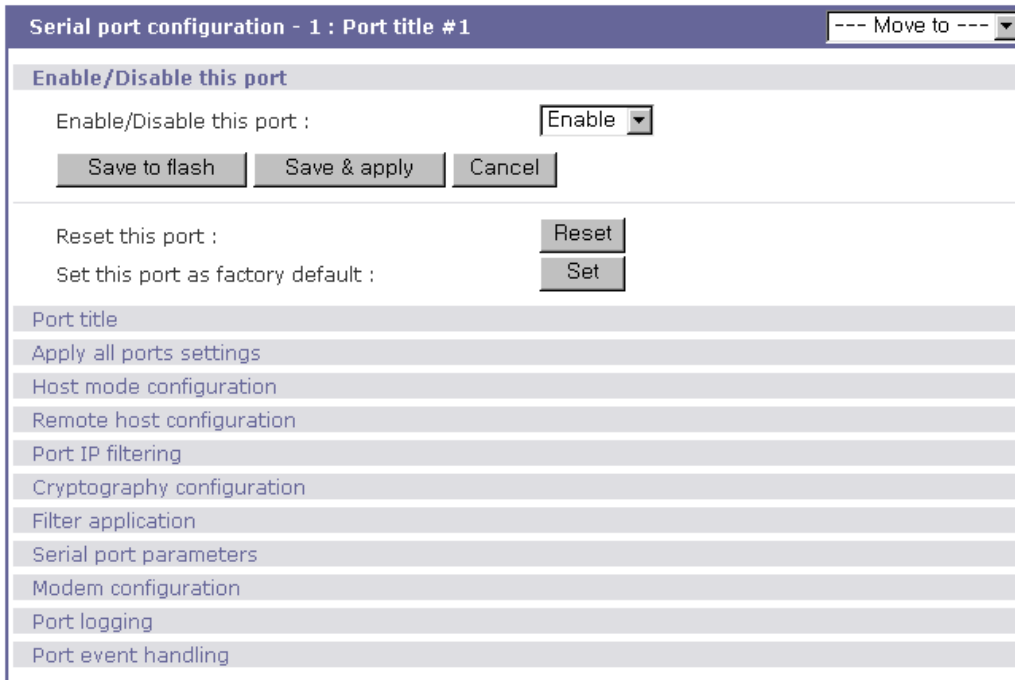 Serial port configuration - 1 : Port title #1 --- Move to ---
Enable/Disable this port
Enable/Disable this port : Enable
Save to flash Save & apply Cancel
Reset this port : Reset
Set this port as factory default : Set
Port title
Apply all ports settings
Host mode configuration
Remote host configuration
Port IP filtering
Cryptography configuration
Filter application
Serial port parameters
Modem configuration
Port logging
Port event handling